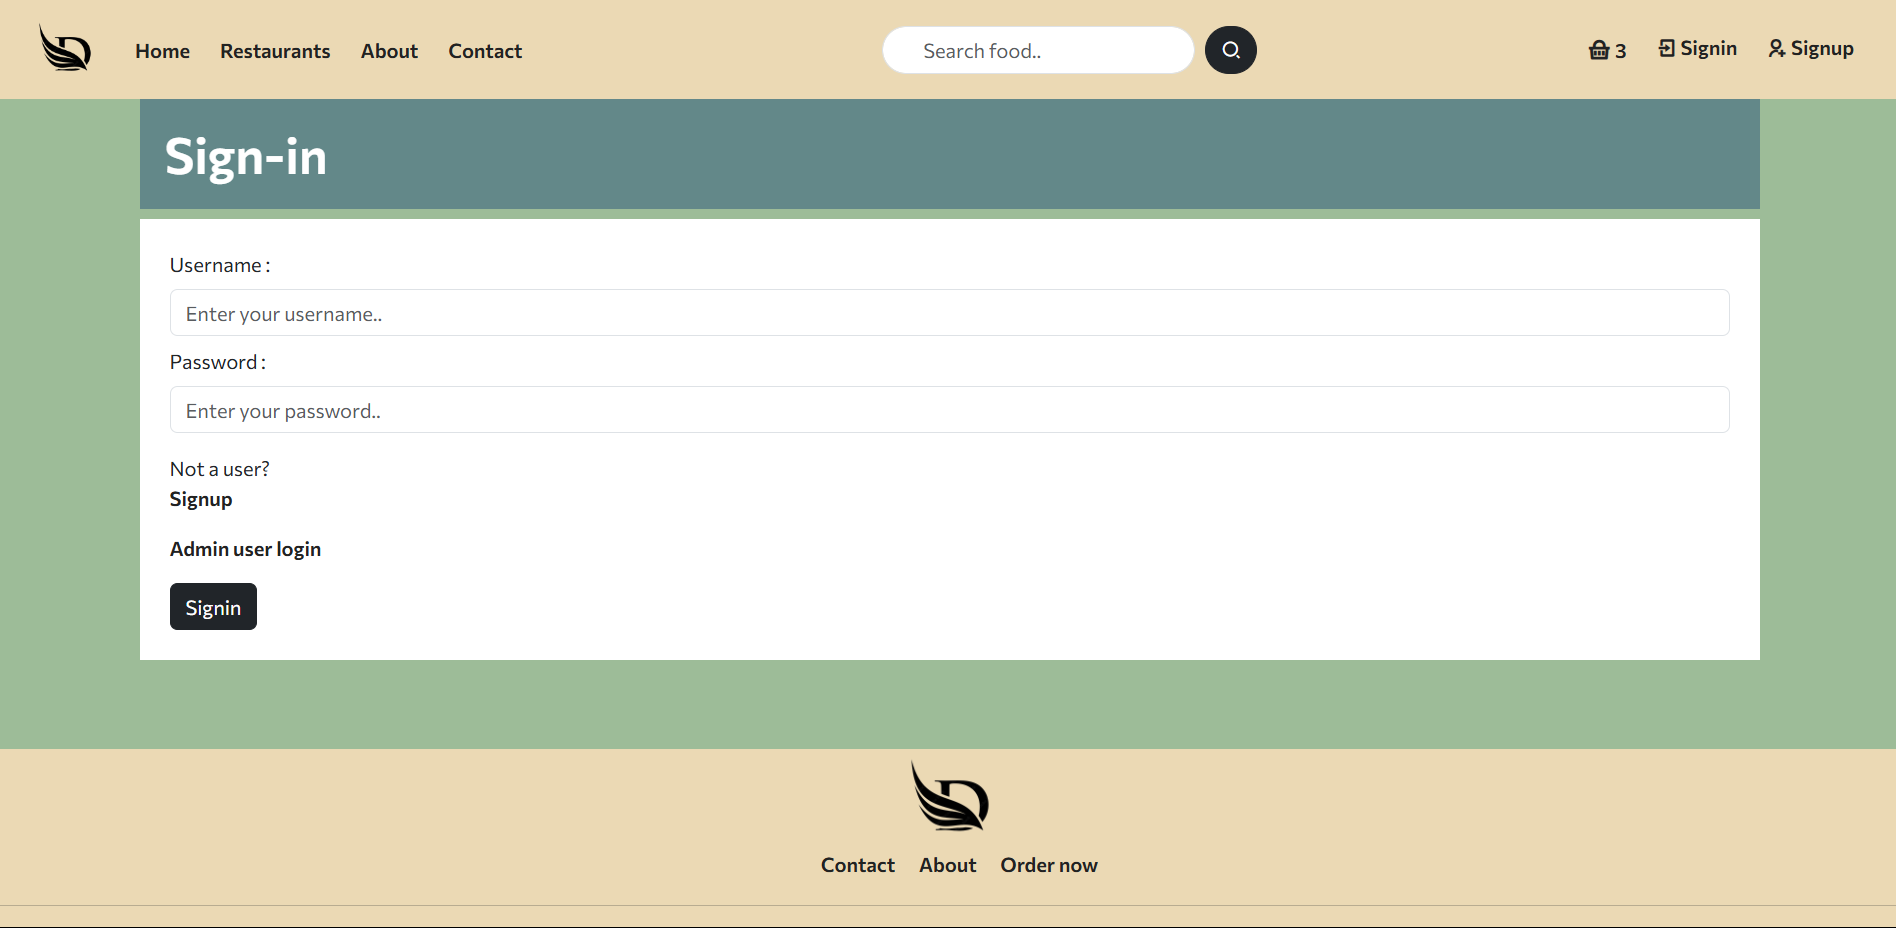 Home Restaurants About Contact Search food.. 3 Signin Signup
Sign-in
Username :
Enter your username..
Password :
Enter your password..
Not a user?
Signup
Admin user login
Signin
D
Contact About Order now